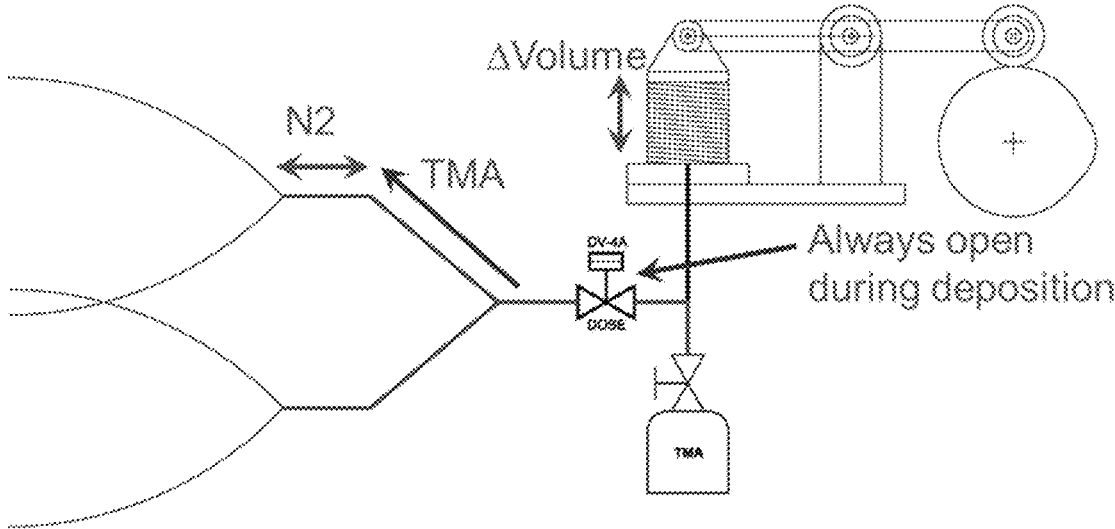 ΔVolume
N2
TMA
DV-4A
DOSE
Always open
during deposition
TMA